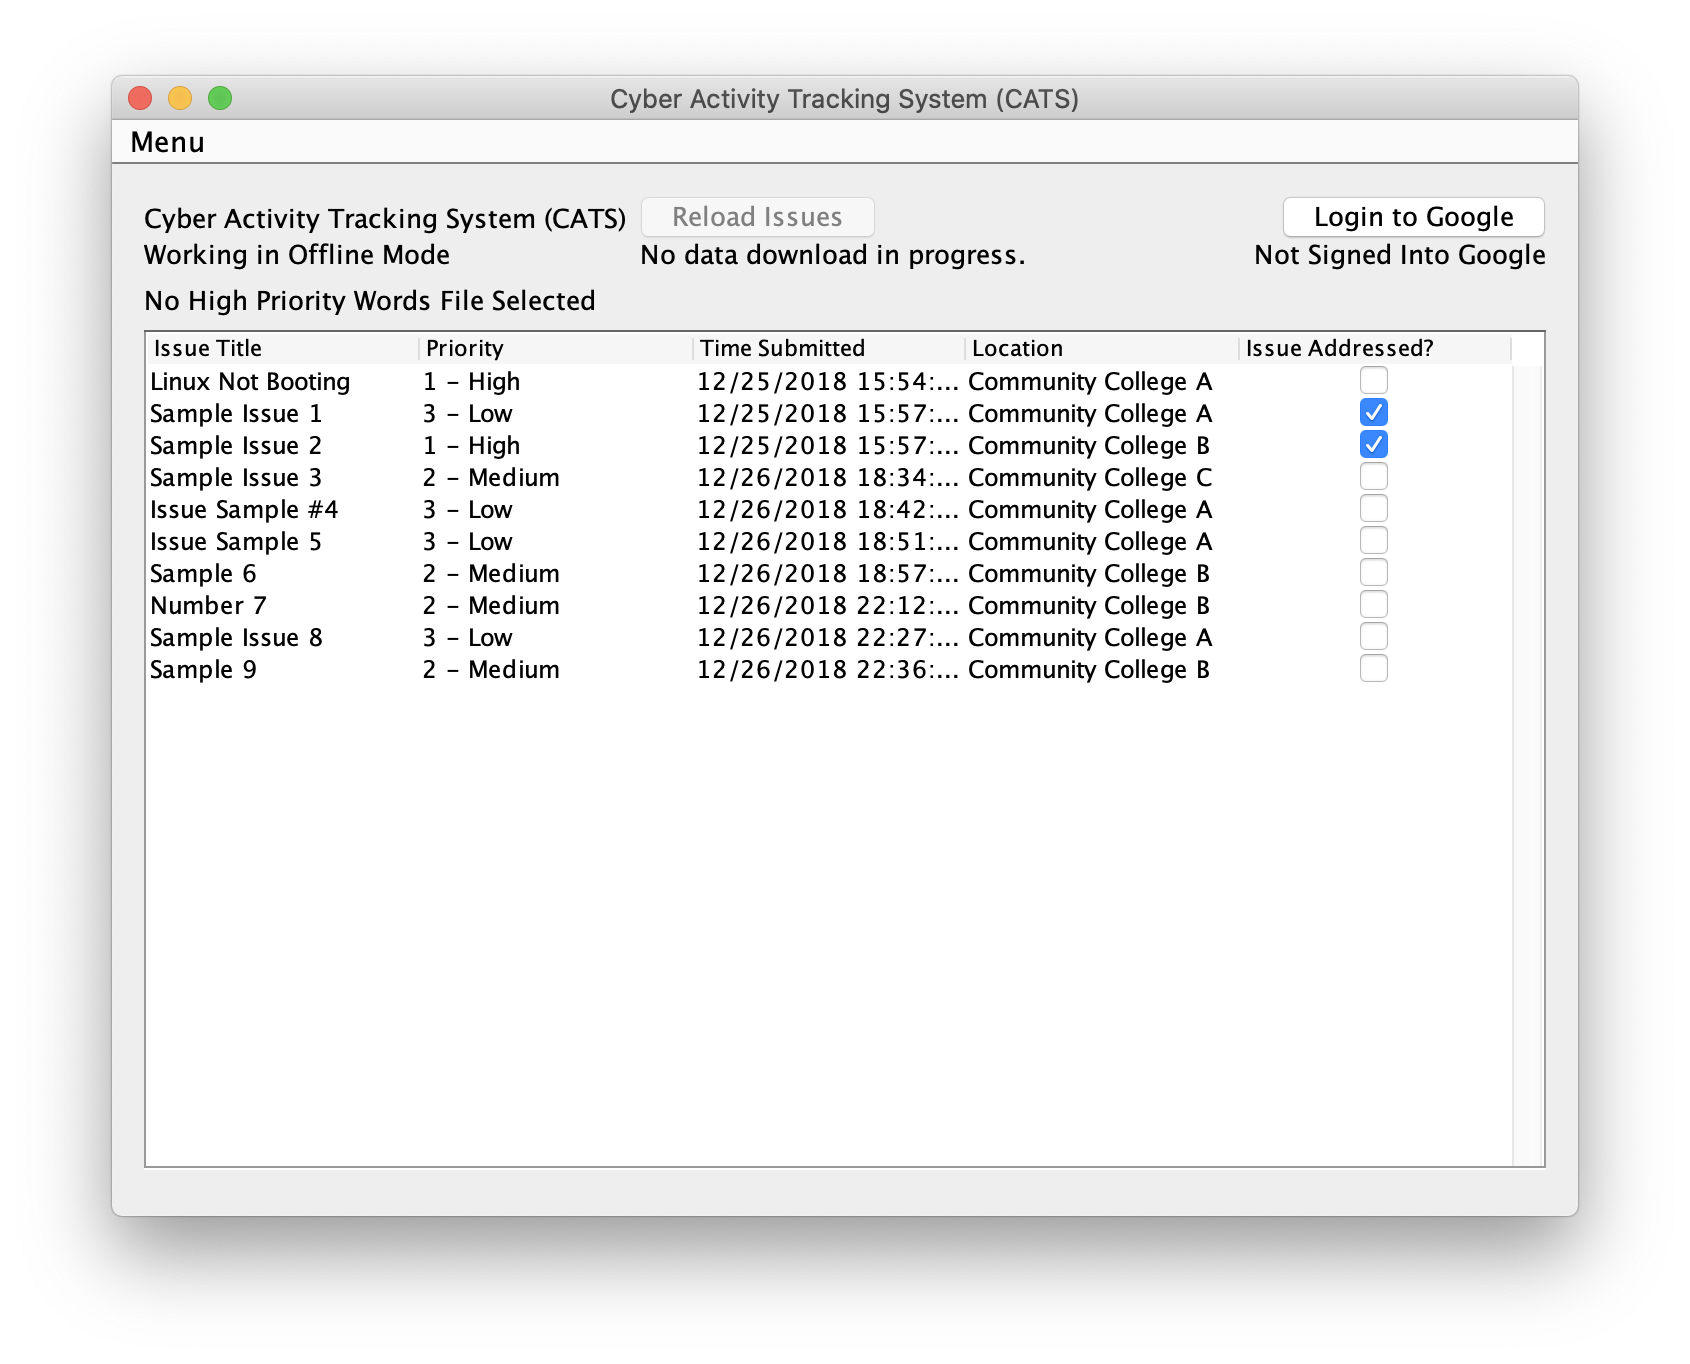 Cyber Activity Tracking System (CATS)
Menu
Cyber Activity Tracking System (CATS) Reload Issues Login to Google
Working in Offline Mode No data download in progress. Not Signed Into Google
No High Priority Words File Selected
Issue Title Priority Time Submitted Location Issue Addressed?
Linux Not Booting 1 - High 12/25/2018 15:54:... Community College A
Sample Issue 1 3 - Low 12/25/2018 15:57:... Community College A
Sample Issue 2 1 - High 12/25/2018 15:57:... Community College B
Sample Issue 3 2 - Medium 12/26/2018 18:34:... Community College C
Issue Sample #4 3 - Low 12/26/2018 18:42:... Community College A
Issue Sample 5 3 - Low 12/26/2018 18:51:... Community College A
Sample 6 2 - Medium 12/26/2018 18:57:... Community College B
Number 7 2 - Medium 12/26/2018 22:12:... Community College B
Sample Issue 8 3 - Low 12/26/2018 22:27:... Community College A
Sample 9 2 - Medium 12/26/2018 22:36:... Community College B